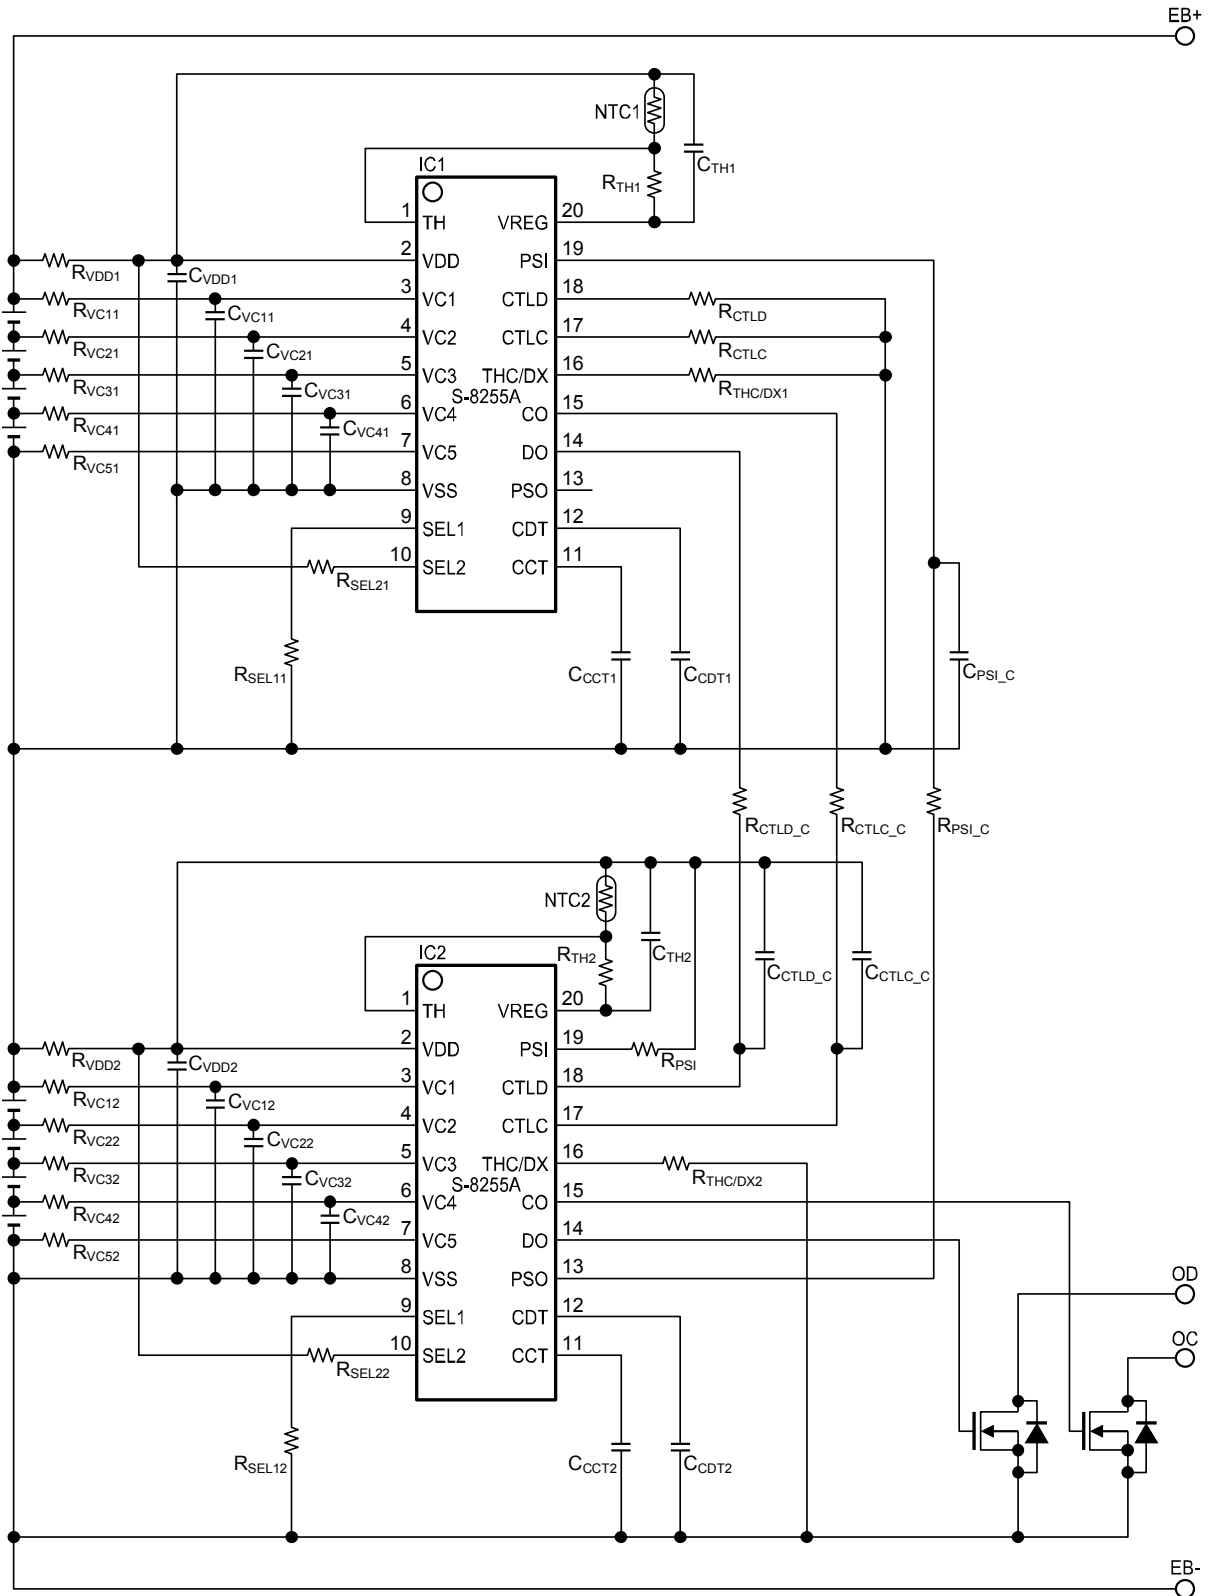 EB+
NTC1
CTH1
IC1
RTH1
1 TH VREG 20
2 VDD PSI 19
RVDD1
CVDD1
3 VC1 CTLD 18
RVC11
CVC11
RCTLD
4 VC2 CTLC 17
RVC21
CVC21
RCTLC
5 VC3 THC/DX 16
S-8255A
RVC31
CVC31
RTHC/DX1
6 VC4 CO 15
RVC41
CVC41
7 VC5 DO 14
RVC51
8 VSS PSO 13
9 SEL1 CDT 12
10 SEL2 CCT 11
RSEL21
RSEL11
CCCT1
CCDT1
CPSI_C
RCTLD_C
RCTLC_C
RPSI_C
NTC2
IC2
RTH2
CTH2
CCTLD_C
CCTLC_C
1 TH VREG 20
2 VDD PSI 19
RVDD2
CVDD2
RPSI
3 VC1 CTLD 18
RVC12
CVC12
4 VC2 CTLC 17
RVC22
CVC22
5 VC3 THC/DX 16
S-8255A
RVC32
CVC32
RTHC/DX2
6 VC4 CO 15
RVC42
CVC42
7 VC5 DO 14
RVC52
8 VSS PSO 13
OD
9 SEL1 CDT 12
10 SEL2 CCT 11
OC
RSEL22
RSEL12
CCCT2
CCDT2
EB-